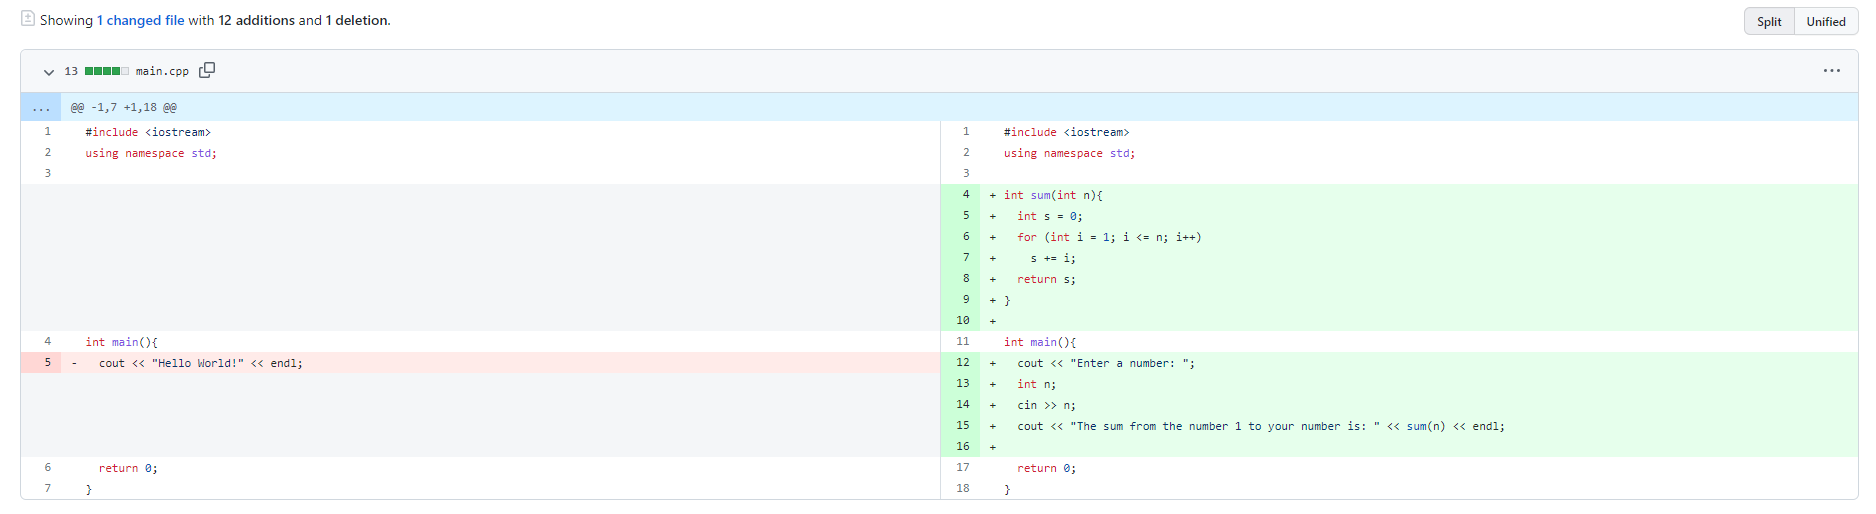 Showing 1 changed file with 12 additions and 1 deletion.
Split Unified
13 main.cpp
... @@ -1,7 +1,18 @@
1 #include <iostream> 1 #include <iostream>
2 using namespace std; 2 using namespace std;
3 3
4 + int sum(int n){
5 + int s = 0;
6 + for (int i = 1; i <= n; i++)
7 + s += i;
8 + return s;
9 + }
10 +
4 int main(){ 11 int main(){
5 - cout << "Hello World!" << endl; 12 + cout << "Enter a number: ";
13 + int n;
14 + cin >> n;
15 + cout << "The sum from the number 1 to your number is: " << sum(n) << endl;
16 +
6 return 0; 17 return 0;
7 } 18 }